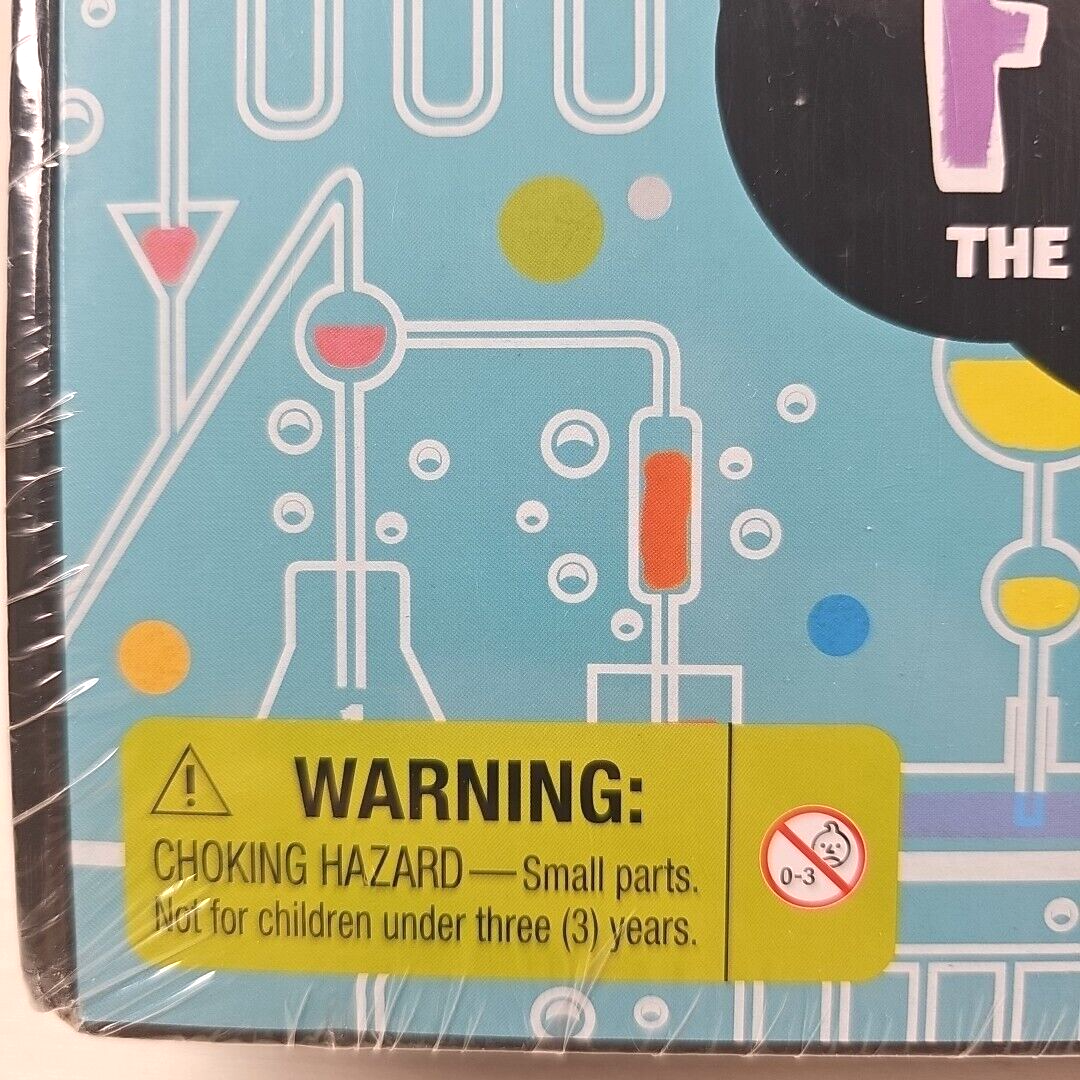 F
THE
WARNING:
CHOKING HAZARD—Small parts.
Not for children under three (3) years.
0-3